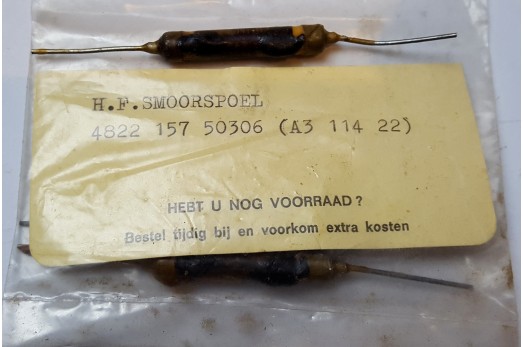 H.F.SMOORSPOEL
4822 157 50306 (A3 114 22)
HEBT U NOG VOORRAAD?
Bestel tijdig bij en voorkom extra kosten